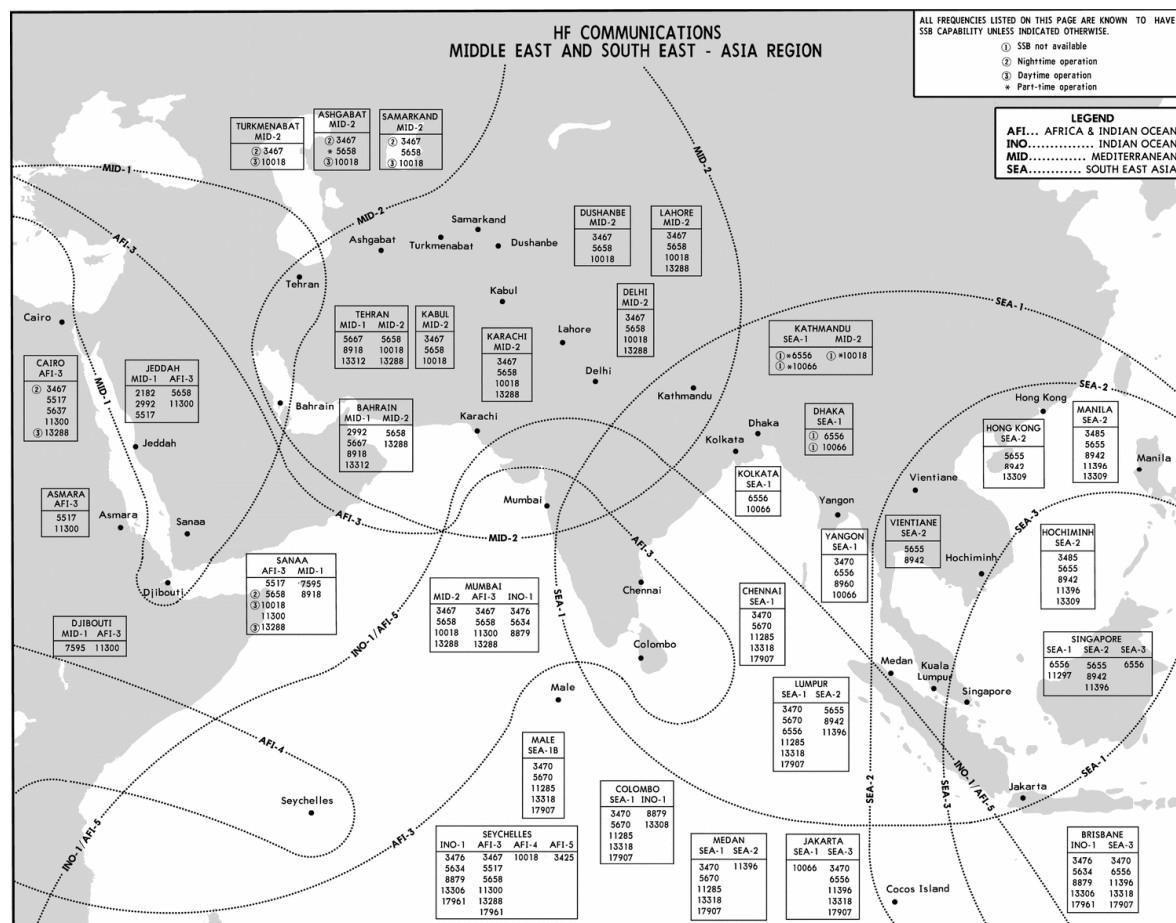 HF COMMUNICATIONS
MIDDLE EAST AND SOUTH EAST - ASIA REGION
ALL FREQUENCIES LISTED ON THIS PAGE ARE KNOWN TO HAVE
SSB CAPABILITY UNLESS INDICATED OTHERWISE.
① SSB not available
② Nighttime operation
③ Daytime operation
* Part-time operation
LEGEND
AFI... AFRICA & INDIAN OCEAN
INO.............. INDIAN OCEAN
MID............. MEDITERRANEAN
SEA............ SOUTH EAST ASIA
TURKMENABAT
MID-2
② 3467
③ 10018
ASHGABAT
MID-2
② 3467
* 5658
③ 10018
SAMARKAND
MID-2
② 3467
5658
③ 10018
MID-1
MID-2
AFI-3
MID-2
Samarkand
Ashgabat
Turkmenabat
Dushanbe
DUSHANBE
MID-2
3467
5658
10018
LAHORE
MID-2
3467
5658
10018
13288
Tehran
Kabul
DELHI
MID-2
3467
5658
10018
13288
SEA-1
Cairo
TEHRAN
MID-1 MID-2
5667 5658
8918 10018
13312 13288
KABUL
MID-2
3467
5658
10018
KARACHI
MID-2
3467
5658
10018
13288
Lahore
Delhi
KATHMANDU
SEA-1 MID-2
① *6556 ① *10018
① *10066
Kathmandu
CAIRO
AFI-3
② 3467
5517
5637
11300
③ 13288
JEDDAH
MID-1 AFI-3
2182 5658
2992 11300
5517
MID-1
Jeddah
Bahrain
BAHRAIN
MID-1 MID-2
2992 5658
5667 13288
8918
13312
Karachi
SEA-2
Hong Kong
DHAKA
SEA-1
① 6556
① 10066
Dhaka
Kolkata
KOLKATA
SEA-1
6556
10066
HONG KONG
SEA-2
5655
8942
13309
MANILA
SEA-2
3485
5655
8942
11396
13309
Manila
Vientiane
ASMARA
AFI-3
5517
11300
Asmara
Sanaa
AFI-3
MID-2
Mumbai
AFI-3
Yangon
YANGON
SEA-1
3470
6556
8960
10066
VIENTIANE
SEA-2
5655
8942
SEA-3
Hochiminh
HOCHIMINH
SEA-2
3485
5655
8942
11396
13309
Djibouti
SANAA
AFI-3 MID-1
5517 7595
② 5658 8918
③ 10018
11300
③ 13288
DJIBOUTI
MID-1 AFI-3
7595 11300
INO-1/AFI-5
MUMBAI
MID-2 AFI-3 INO-1
3467 3467 3476
5658 5658 5634
10018 11300 8879
13288 13288
SEA-1
Chennai
Colombo
CHENNAI
SEA-1
3470
5670
11285
13318
17907
Medan
Kuala
Lumpur
Singapore
SINGAPORE
SEA-1 SEA-2 SEA-3
6556 5655 6556
11297 8942
11396
Male
MALE
SEA-1B
3470
5670
11285
13318
17907
LUMPUR
SEA-1 SEA-2
3470 5655
5670 8942
6556 11396
11285
13318
17907
AFI-4
Seychelles
INO-1/AFI-5
AFI-3
SEYCHELLES
INO-1 AFI-3 AFI-4 AFI-5
3476 3467 10018 3425
5634 5517
8879 5658
13306 11300
17961 13288
17961
COLOMBO
SEA-1 INO-1
3470 8879
5670 13308
11285
13318
17907
SEA-2
SEA-3
INO-1/AFI-5
SEA-1
Jakarta
MEDAN
SEA-1 SEA-2
3470 11396
5670
11285
13318
17907
JAKARTA
SEA-1 SEA-3
10066 3470
6556
11396
13318
17907
Cocos Island
BRISBANE
INO-1 SEA-3
3476 3470
5634 6556
8879 11396
13306 13318
17961 17907